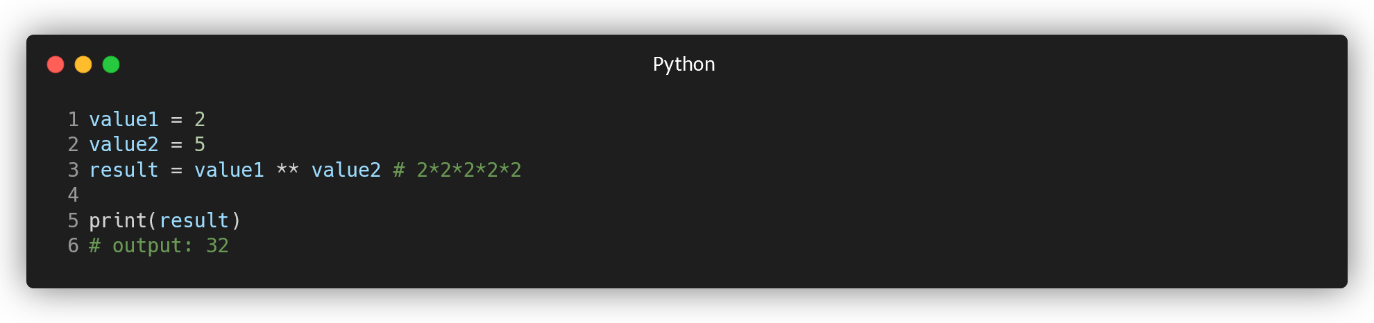 Python
1 value1 = 2
2 value2 = 5
3 result = value1 ** value2 # 2*2*2*2*2
4
5 print(result)
6 # output: 32